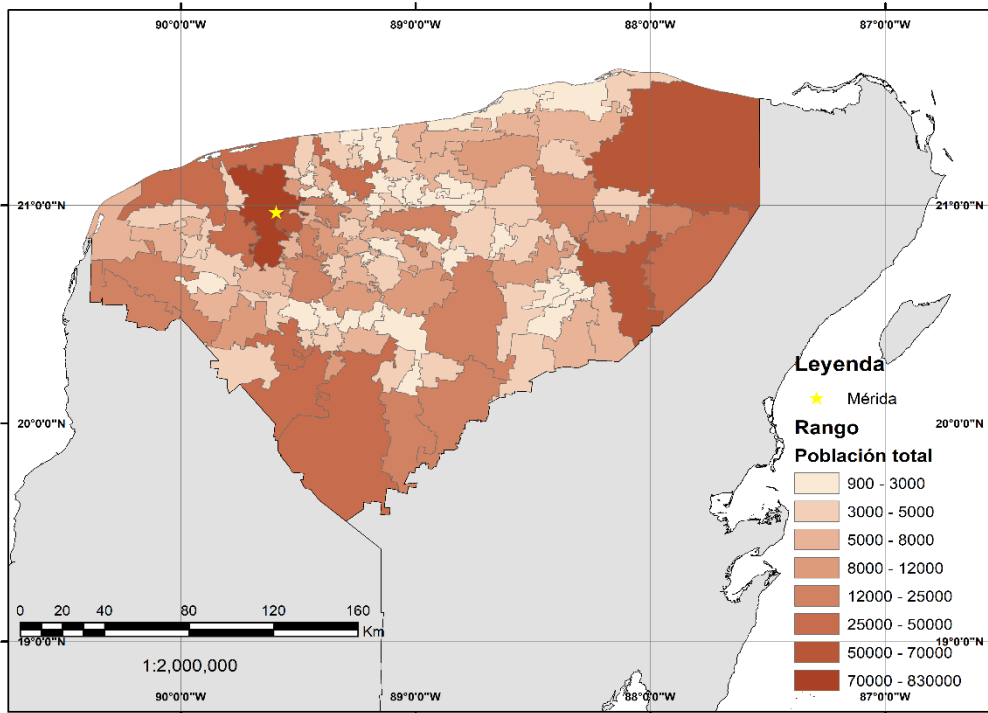 90°0'0"W 89°0'0"W 88°0'0"W 87°0'0"W
21°0'0"N 21°0'0"N
Leyenda
Mérida
20°0'0"N 20°0'0"N
Rango
Población total
900 - 3000
3000 - 5000
5000 - 8000
8000 - 12000
12000 - 25000
25000 - 50000
50000 - 70000
70000 - 830000
0 20 40 80 120 160
Km
19°0'0"N 19°0'0"N
1:2,000,000
90°0'0"W 89°0'0"W 88°0'0"W 87°0'0"W